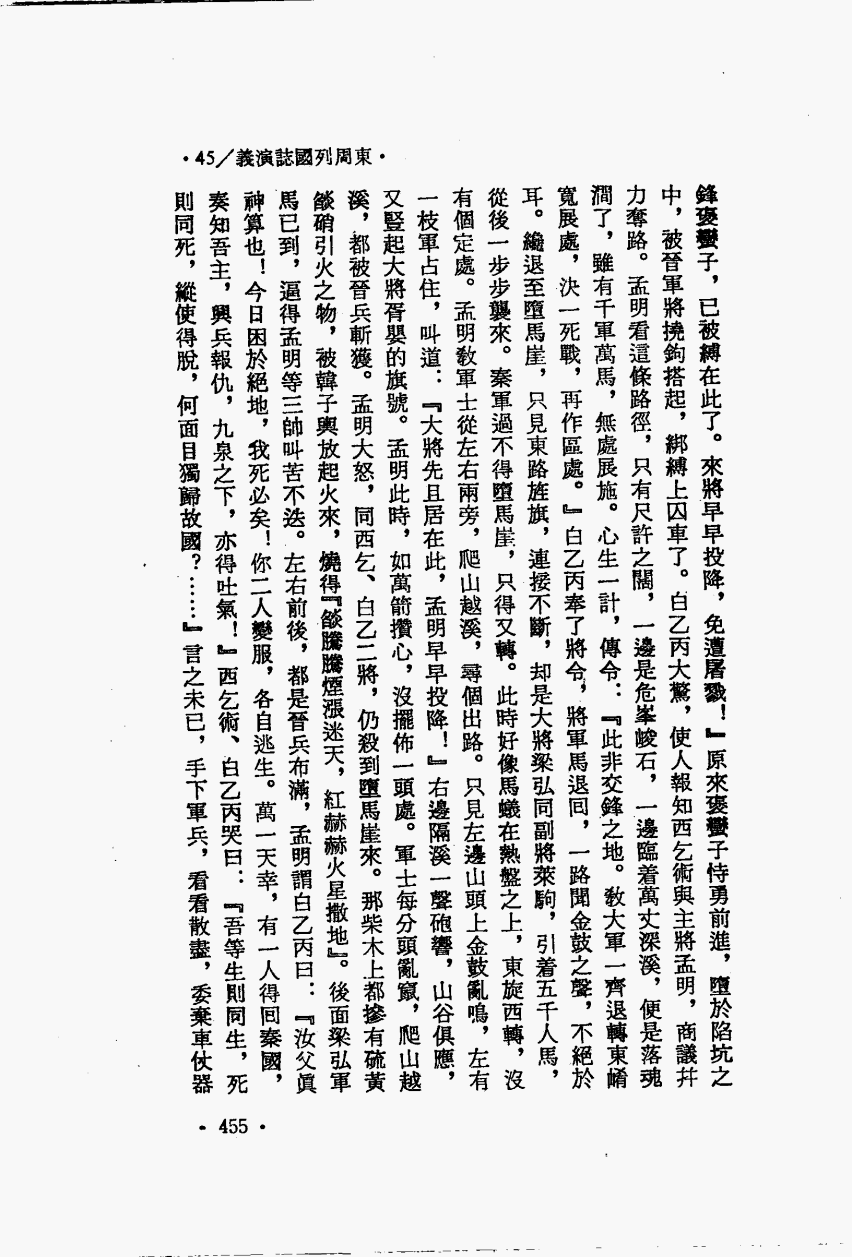 ・45／義演誌國列周東・
鋒褒蠻子，已被縛在此了。來將早早投降，免遭屠戮！』原來褒蠻子恃勇前進，墮於陷坑之
中，被晉軍將撓鉤搭起，綁縛上囚車了。白乙丙大驚，使人報知西乞術與主將孟明，商議幷
力奪路。孟明看這條路徑，只有尺許之闊，一邊是危峯峻石，一邊臨着萬丈深溪，便是落魂
澗了，雖有千軍萬馬，無處展施。心生一計，傳令：『此非交鋒之地。教大軍一齊退轉東崤
寬展處，決一死戰，再作區處。』白乙丙奉了將令，將軍馬退回，一路聞金鼓之聲，不絕於
耳。纔退至墮馬崖，只見東路旌旗，連接不斷，却是大將梁弘同副將萊駒，引着五千人馬，
從後一步步襲來。秦軍過不得墮馬崖，只得又轉。此時好像馬蟻在熱盤之上，東旋西轉，沒
有個定處。孟明教軍士從左右兩旁，爬山越溪，尋個出路。只見左邊山頭上金鼓亂鳴，左有
一枝軍占住，叫道：『大將先且居在此，孟明早早投降！』右邊隔溪一聲砲響，山谷俱應，
又豎起大將胥嬰的旗號。孟明此時，如萬箭攢心，沒擺佈一頭處。軍士每分頭亂竄，爬山越
溪，都被晉兵斬獲。孟明大怒，同西乞、白乙二將，仍殺到墮馬崖來。那柴木上都摻有硫黃
燄硝引火之物，被韓子輿放起火來，燒得『燄騰騰煙漲迷天，紅赫赫火星撒地』。後面梁弘軍
馬已到，逼得孟明等三帥叫苦不迭。左右前後，都是晉兵布滿，孟明謂白乙丙曰：『汝父眞
神算也！今日困於絕地，我死必矣！你二人變服，各自逃生。萬一天幸，有一人得回秦國，
奏知吾主，興兵報仇，九泉之下，亦得吐氣！』西乞術、白乙丙哭曰：『吾等生則同生，死
則同死，縱使得脫，何面目獨歸故國？……』言之未已，手下軍兵，看看散盡，委棄車仗器
・455・